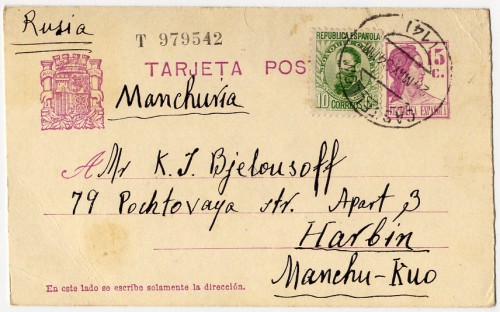 Rusia
T 979542
REPUBLICA ESPAÑOLA
TARJETA POS
15 C.
10 CORREOS
ESPAÑOLA
Manchuria
A Mr K. I. Bjelousoff
79 Pochtovaya str. Apart 3
Harbin
Manchu-Kuo
En este lado se escribe solamente la dirección.